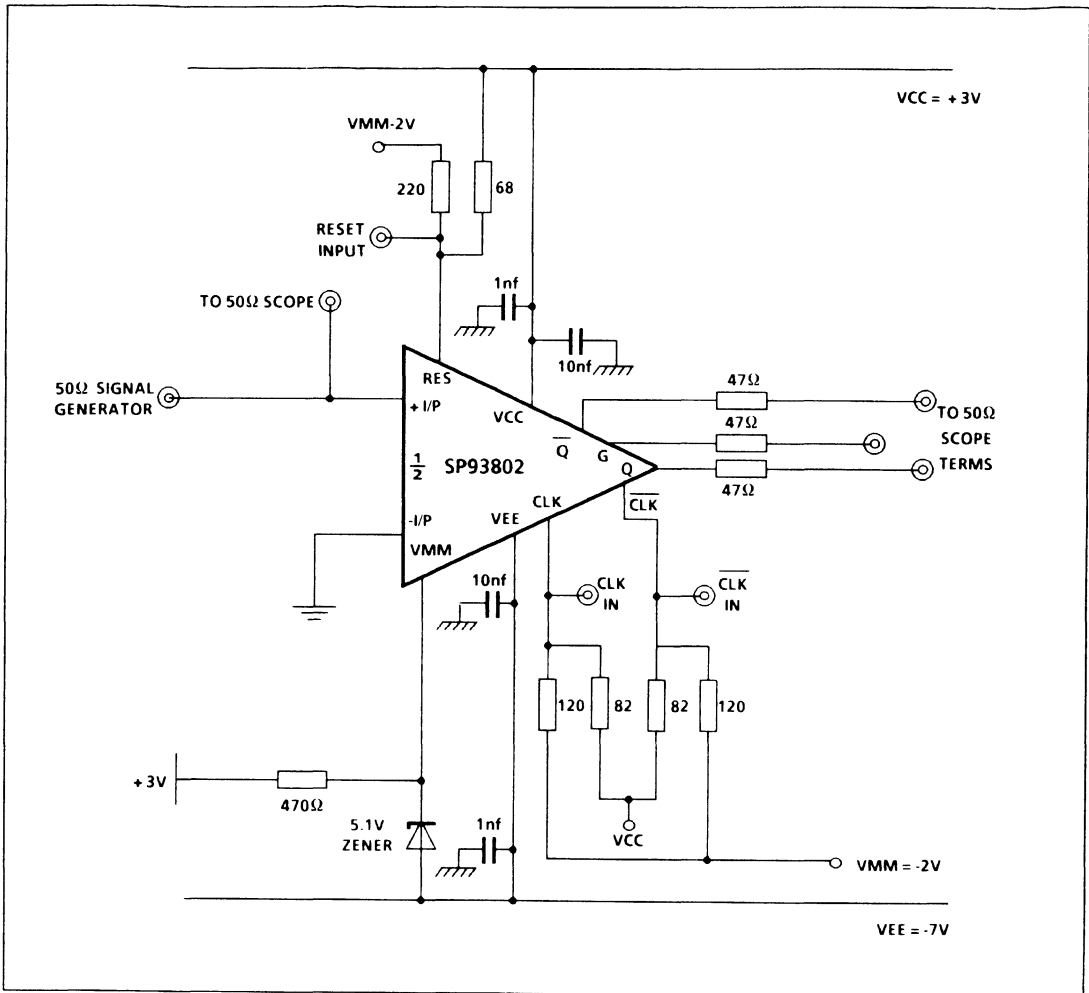 VCC = + 3V
VMM-2V
220
68
RESET
INPUT
1nf
TO 50Ω SCOPE
10nf
50Ω SIGNAL
GENERATOR
RES
+ I/P
VCC
Q̅
G
Q
47Ω
47Ω
47Ω
TO 50Ω
SCOPE
TERMS
1/2 SP93802
CLK
C̅L̅K̅
-I/P
VEE
VMM
10nf
CLK
IN
C̅L̅K̅
IN
120
82
82
120
+ 3V
470Ω
5.1V
ZENER
1nf
VCC
VMM = -2V
VEE = -7V